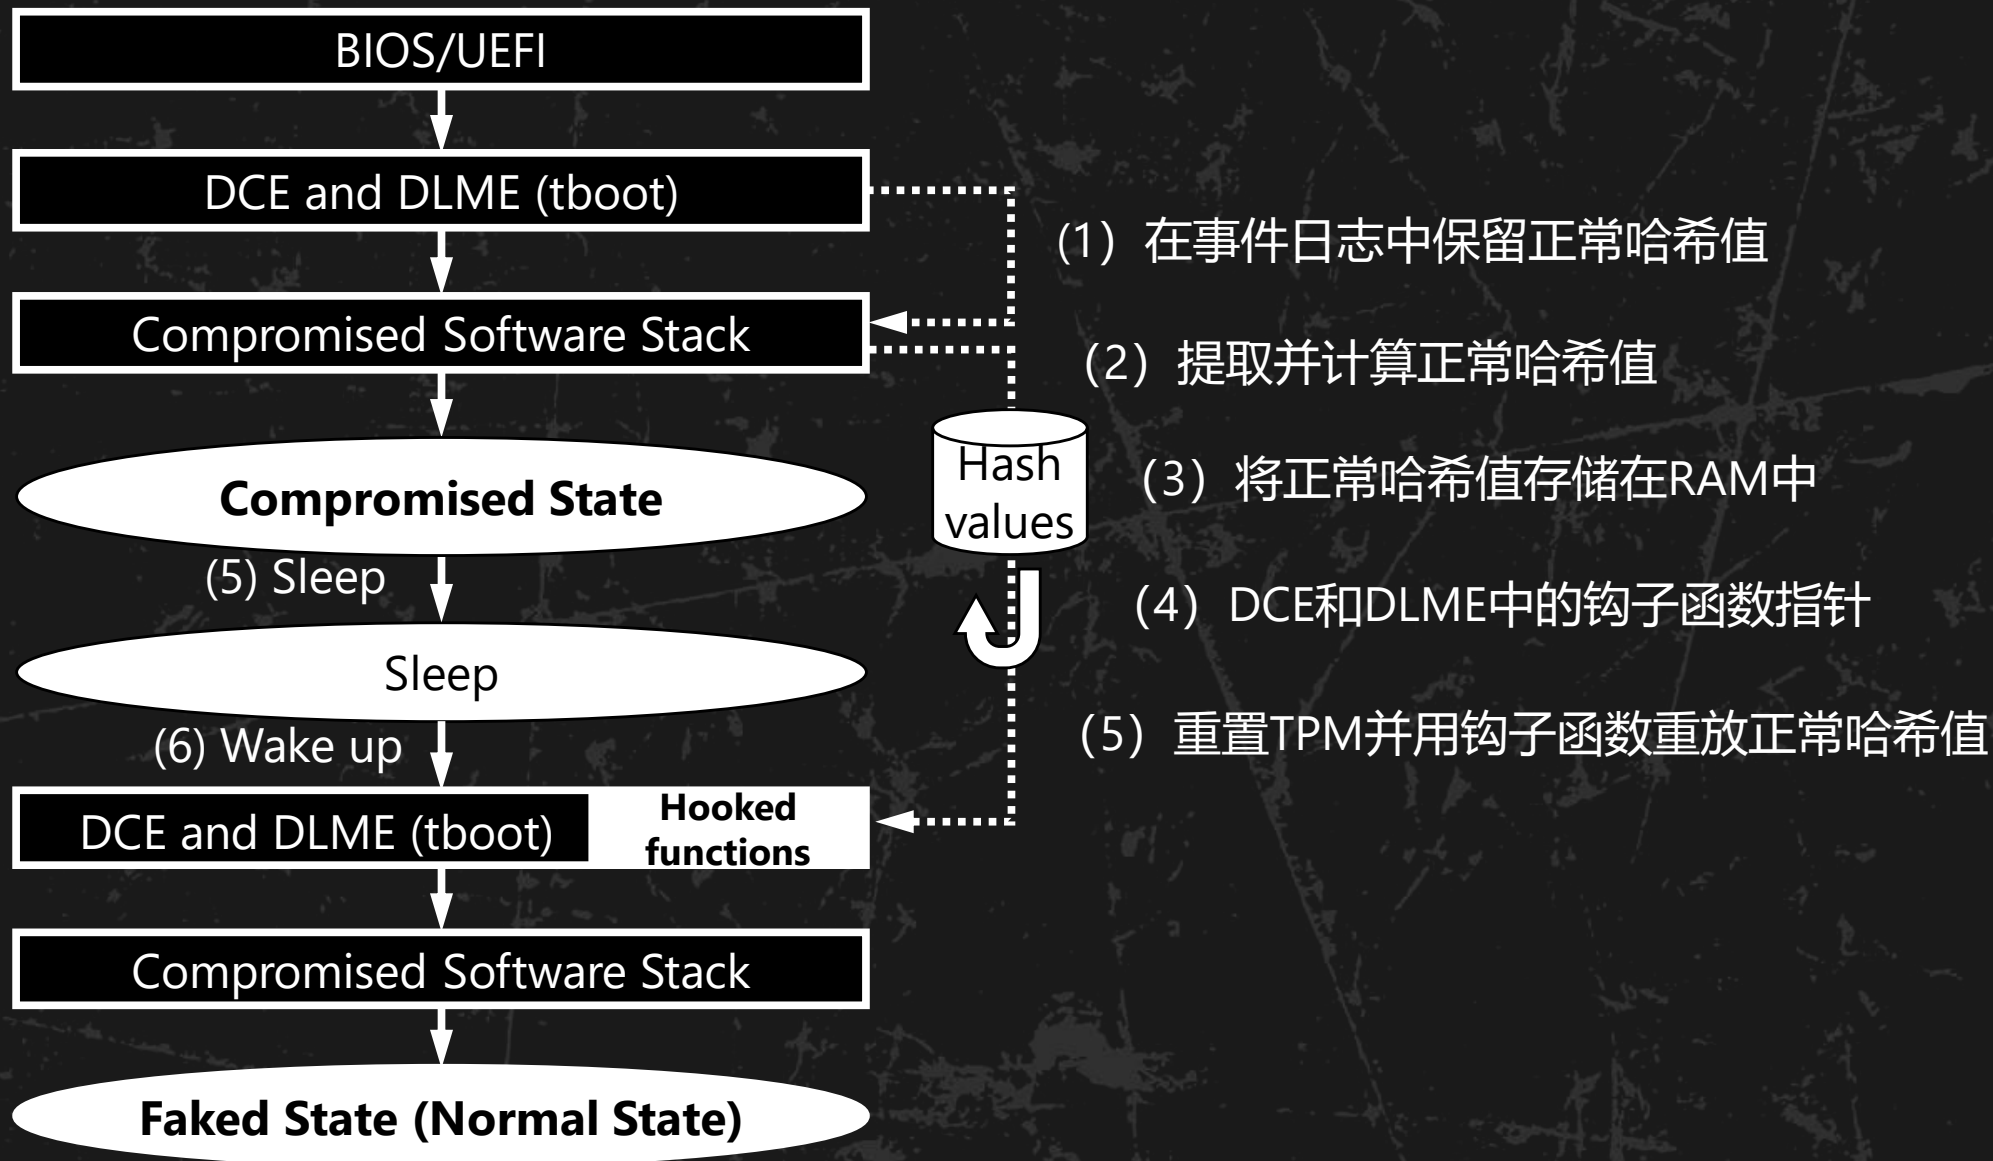 BIOS/UEFI
DCE and DLME (tboot)
Compromised Software Stack
Compromised State
(5) Sleep
Sleep
(6) Wake up
DCE and DLME (tboot)
Hooked
functions
Compromised Software Stack
Faked State (Normal State)
Hash
values
(1）在事件日志中保留正常哈希值
（2）提取并计算正常哈希值
（3）将正常哈希值存储在RAM中
（4）DCE和DLME中的钩子函数指针
（5）重置TPM并用钩子函数重放正常哈希值